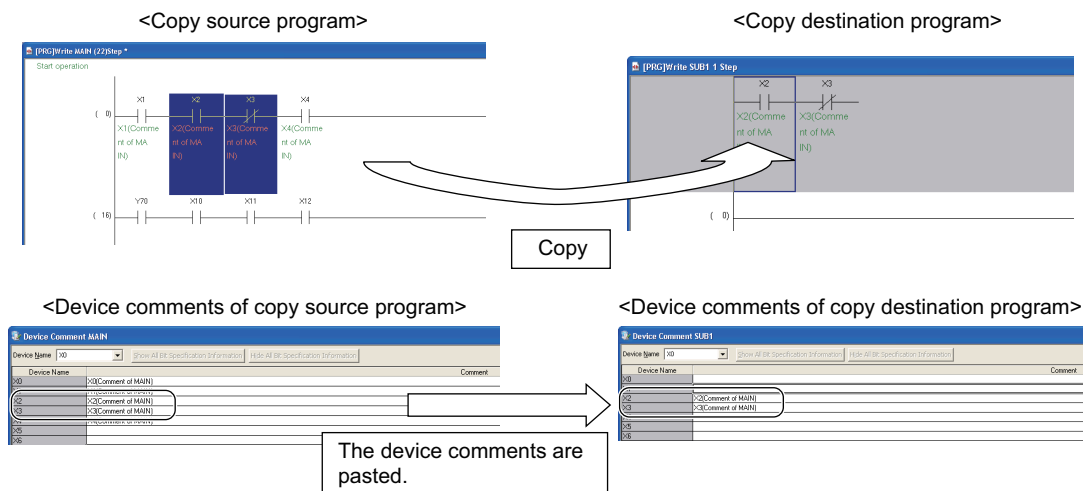 <Copy source program>
<Copy destination program>
[PRG]Write MAIN (22)Step *
Start operation
X1 X2 X3 X4
( 0)
X1(Comme X2(Comme X3(Comme X4(Comme
nt of MA nt of MA nt of MA nt of MA
IN) IN) IN) IN)
Y70 X10 X11 X12
( 16)
[PRG]Write SUB1 1 Step
X2 X3
X2(Comme X3(Comme
nt of MA nt of MA
IN) IN)
( 0)
Copy
<Device comments of copy source program>
<Device comments of copy destination program>
Device Comment MAIN
Device Name X0 Show All Bit Specification Information Hide All Bit Specification Information
Device Name Comment
X0 X0(Comment of MAIN)
X2 X2(Comment of MAIN)
X3 X3(Comment of MAIN)
X4(Comment of MAIN)
X5
X6
Device Comment SUB1
Device Name X0 Show All Bit Specification Information Hide All Bit Specification Information
Device Name Comment
X0
X2 X2(Comment of MAIN)
X3 X3(Comment of MAIN)
X5
X6
The device comments are
pasted.